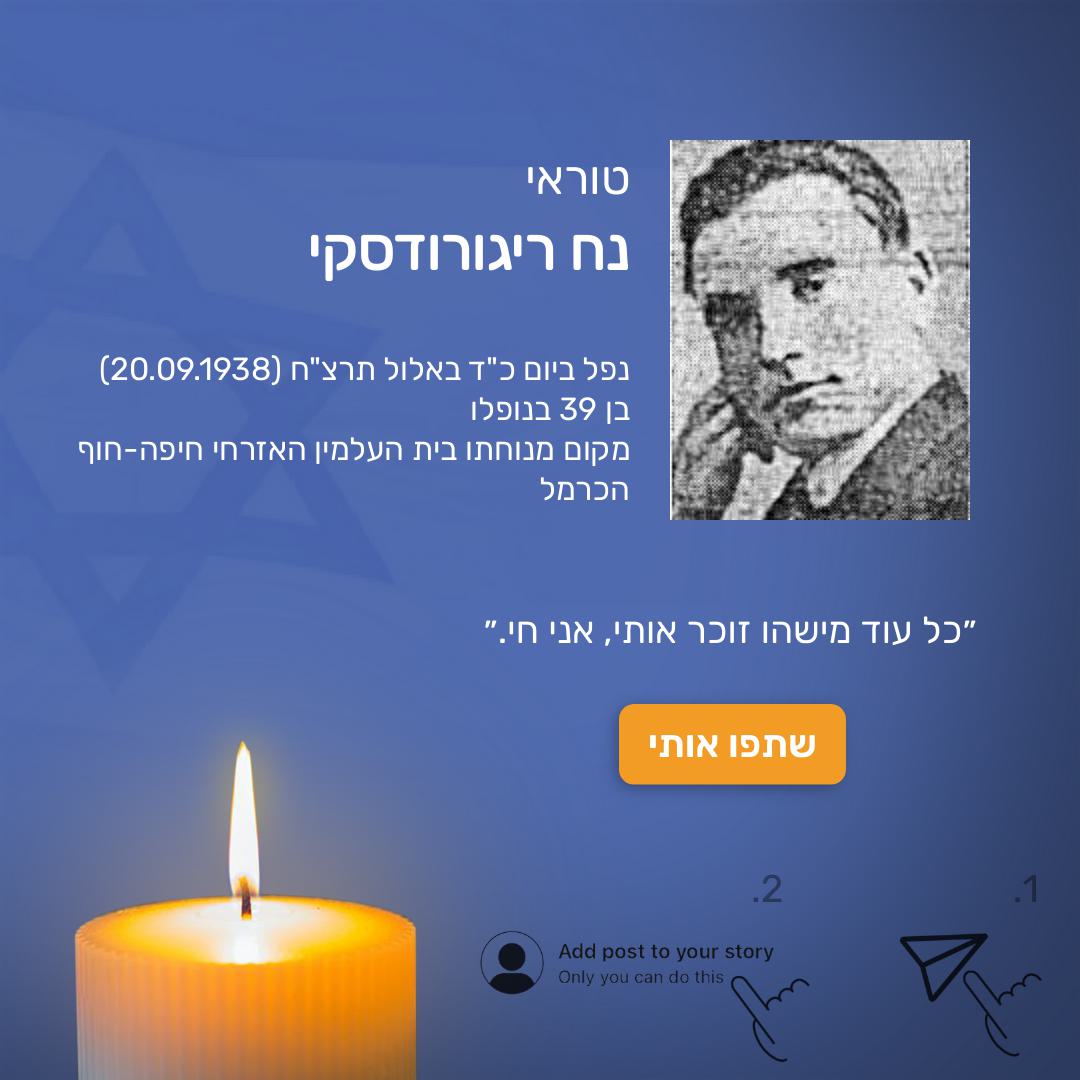 טוראי
נח ריגורודסקי
נפל ביום כ"ד באלול תרצ"ח (20.09.1938)
בן 39 בנופלו
מקום מנוחתו בית העלמין האזרחי חיפה-חוף
הכרמל
״כל עוד מישהו זוכר אותי, אני חי.״
שתפו אותי
1.
2.
Add post to your story
Only you can do this